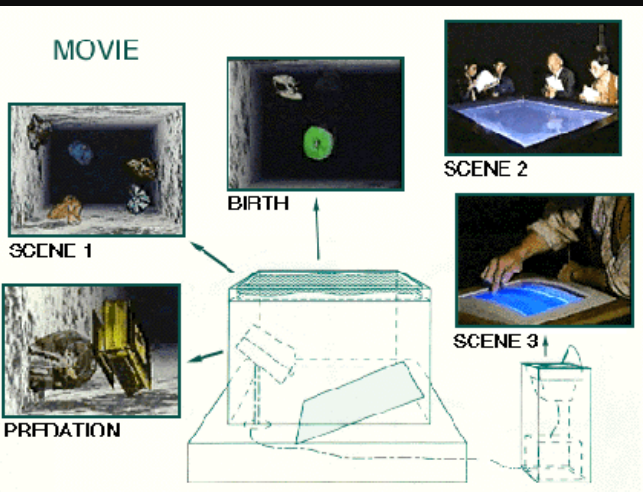 MOVIE
SCENE 2
BIRTH
SCENE 1
SCENE 3
PREDATION